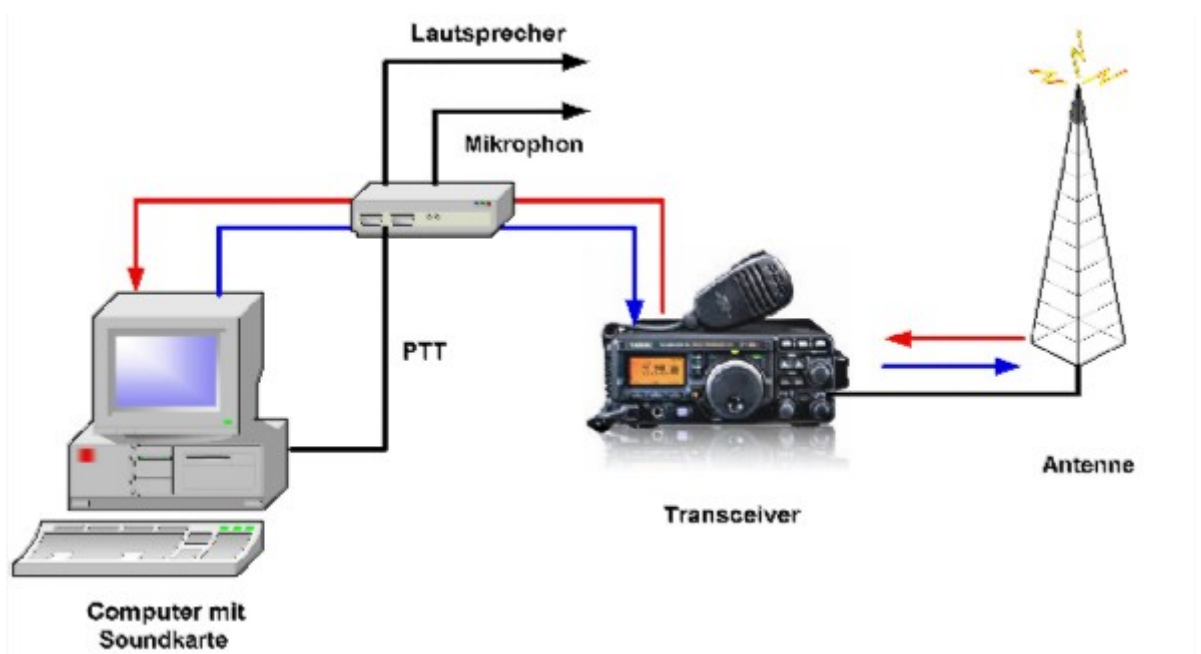 Lautsprecher
Mikrophon
PTT
Antenne
Transceiver
Computer mit
Soundkarte